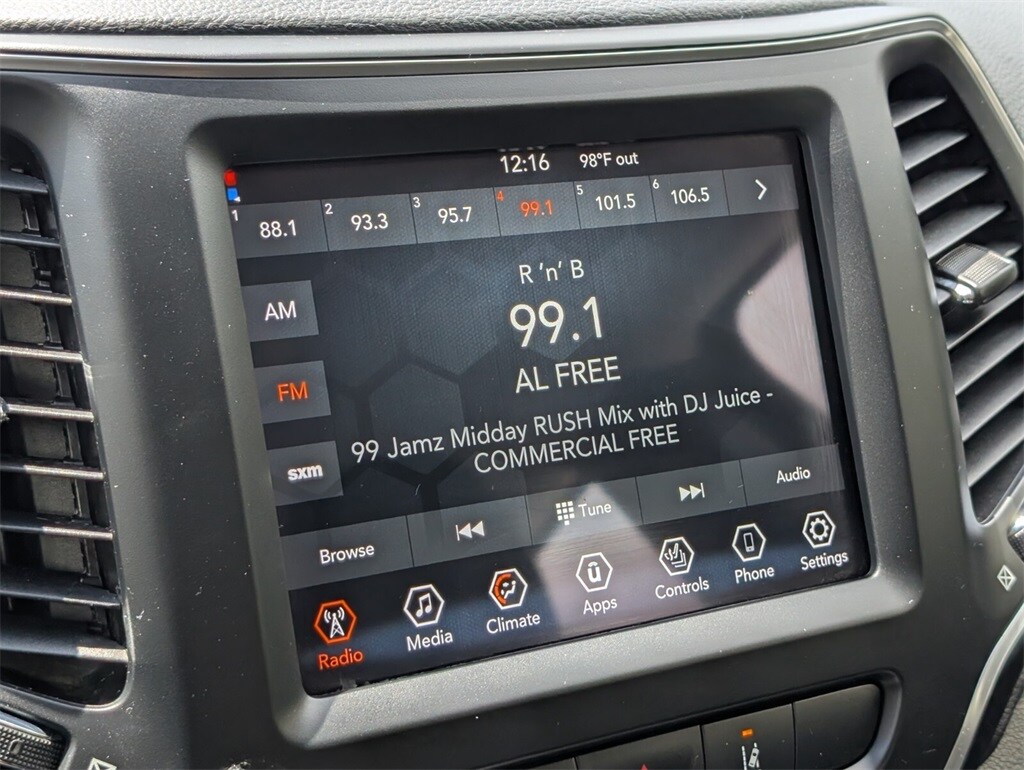 12:16 98°F out
1 88.1 2 93.3 3 95.7 4 99.1 5 101.5 6 106.5
R 'n' B
AM
99.1
AL FREE
FM
99 Jamz Midday RUSH Mix with DJ Juice -
COMMERCIAL FREE
sxm
Browse Tune Audio
Radio Media Climate Apps Controls Phone Settings